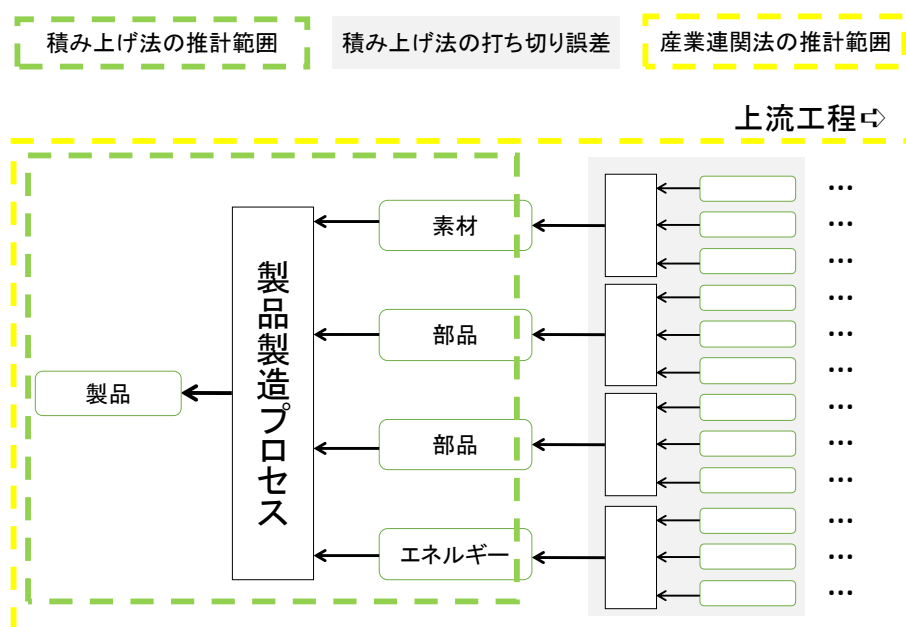 積み上げ法の推計範囲
積み上げ法の打ち切り誤差
産業連関法の推計範囲
上流工程➪
素材
部品
製品製造プロセス
製品
部品
エネルギー
…
…
…
…
…
…
…
…
…
…
…
…